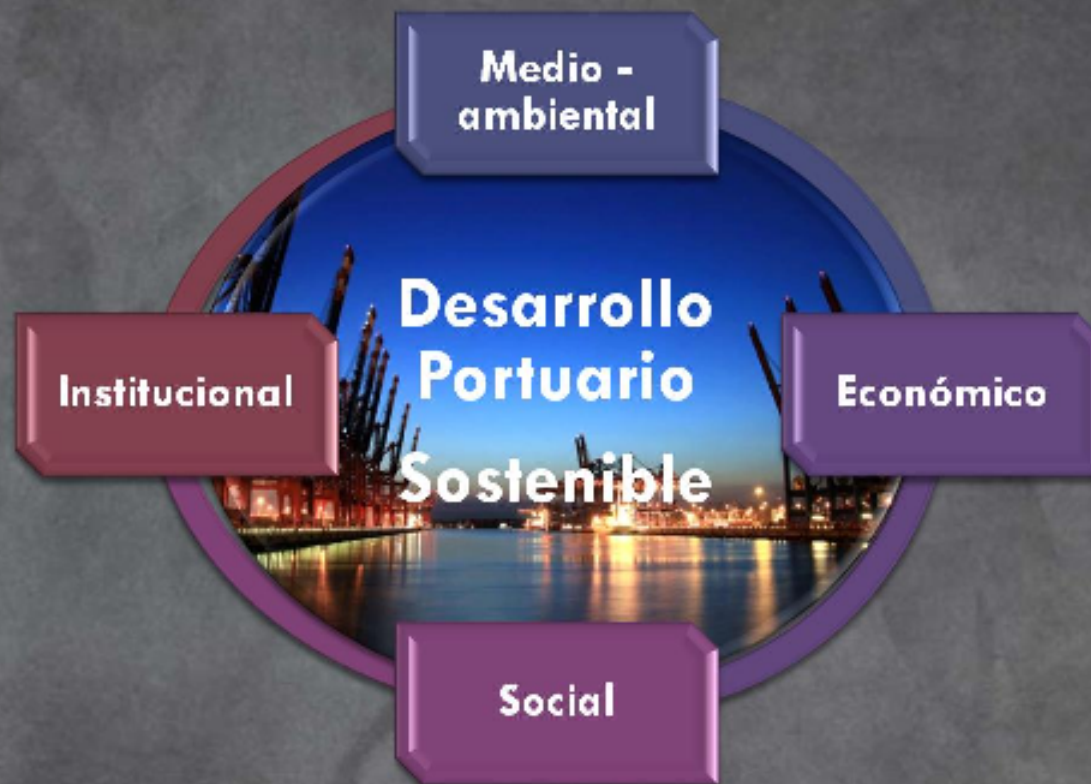 Medio -
ambiental
Desarrollo
Portuario
Sostenible
Institucional
Económico
Social